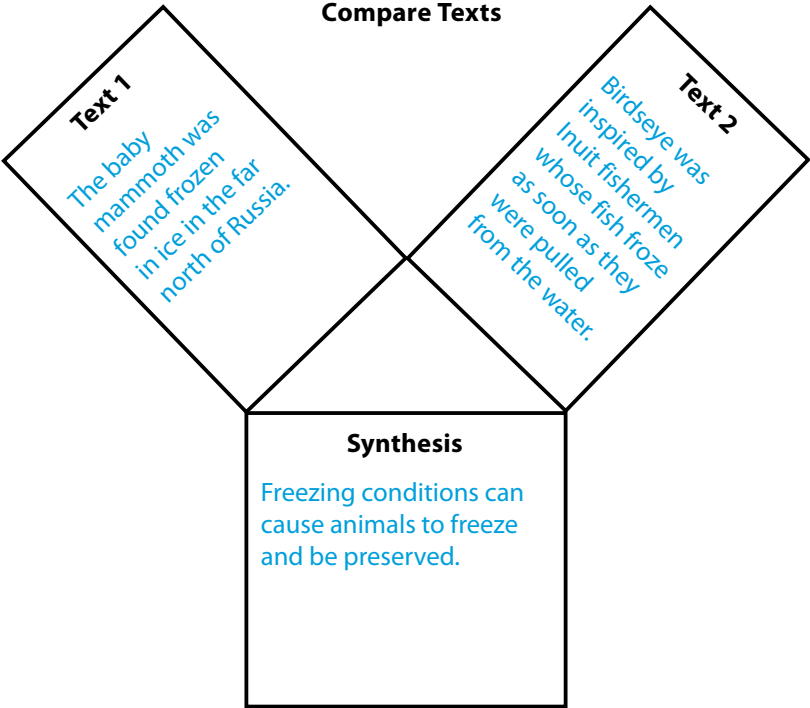 Compare Texts
Text 1
The baby
mammoth was
found frozen
in ice in the far
north of Russia.
Text 2
Birdseye was
inspired by
Inuit fishermen
whose fish froze
as soon as they
were pulled
from the water.
Synthesis
Freezing conditions can
cause animals to freeze
and be preserved.